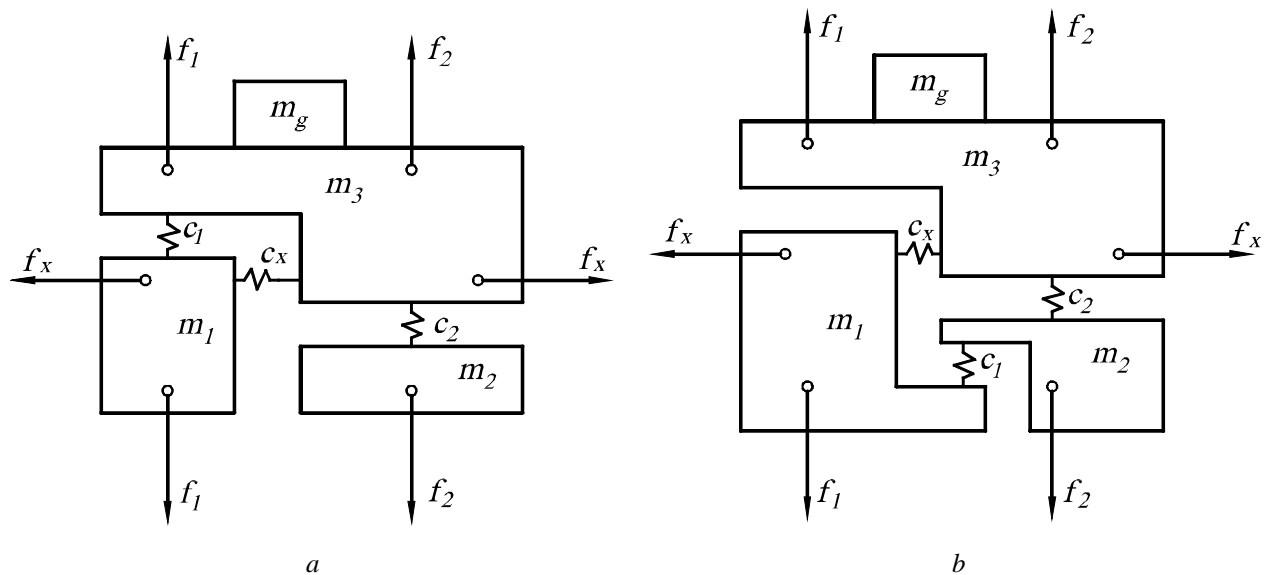 f1 f2 f1 f2
mg mg
m3 m3
c1 cx
fx cx fx fx fx
m1 c2 m1 c2
m2 c1 m2
f1 f2 f1 f2
a b